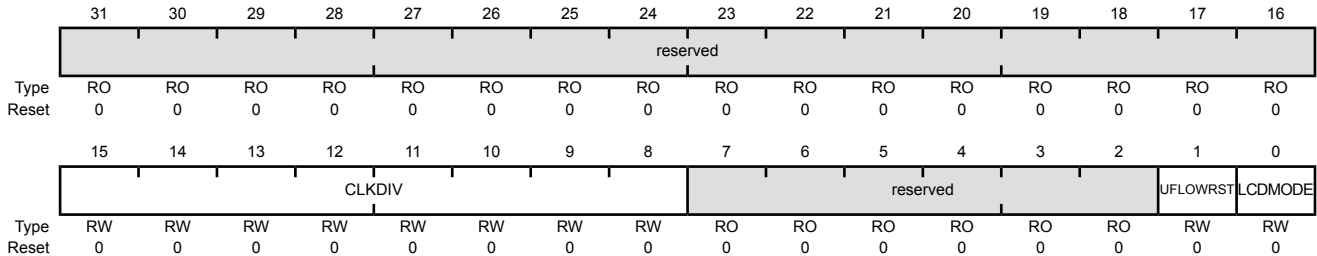 31 30 29 28 27 26 25 24 23 22 21 20 19 18 17 16
reserved
Type RO RO RO RO RO RO RO RO RO RO RO RO RO RO RO RO
Reset 0 0 0 0 0 0 0 0 0 0 0 0 0 0 0 0
15 14 13 12 11 10 9 8 7 6 5 4 3 2 1 0
CLKDIV reserved UFLOWRST LCDMODE
Type RW RW RW RW RW RW RW RW RO RO RO RO RO RO RW RW
Reset 0 0 0 0 0 0 0 0 0 0 0 0 0 0 0 0